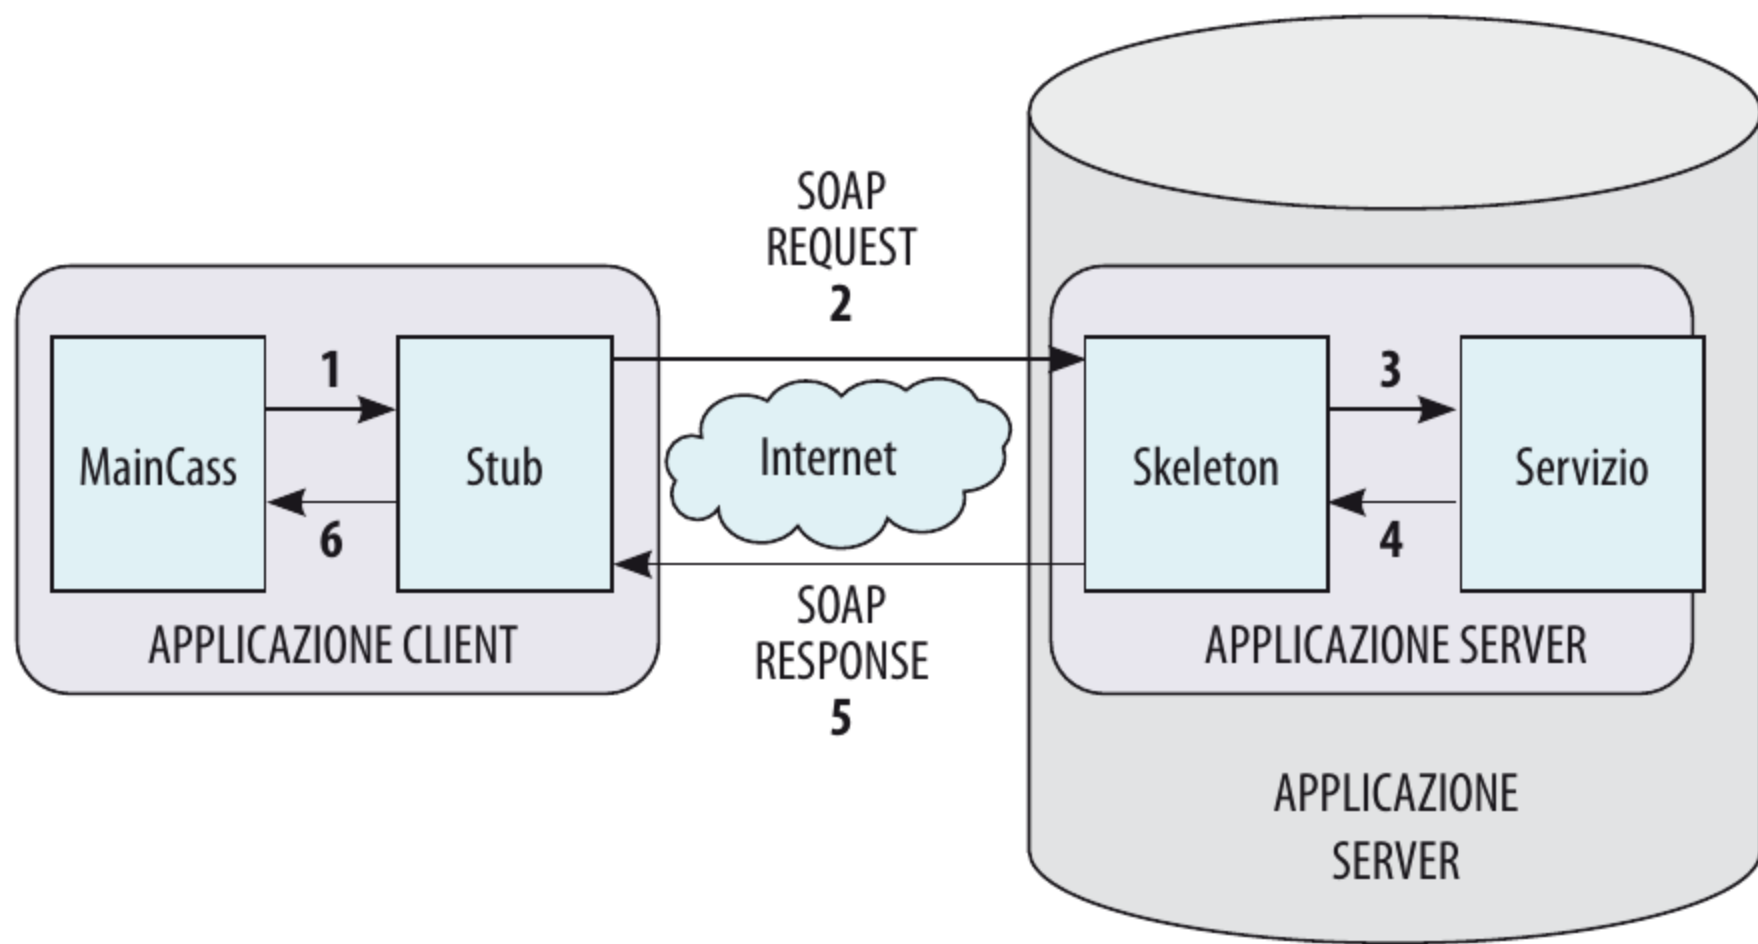 SOAP
REQUEST
2
1
3
MainCass
Stub
Internet
Skeleton
Servizio
6
4
APPLICAZIONE CLIENT
SOAP
RESPONSE
5
APPLICAZIONE SERVER
APPLICAZIONE
SERVER